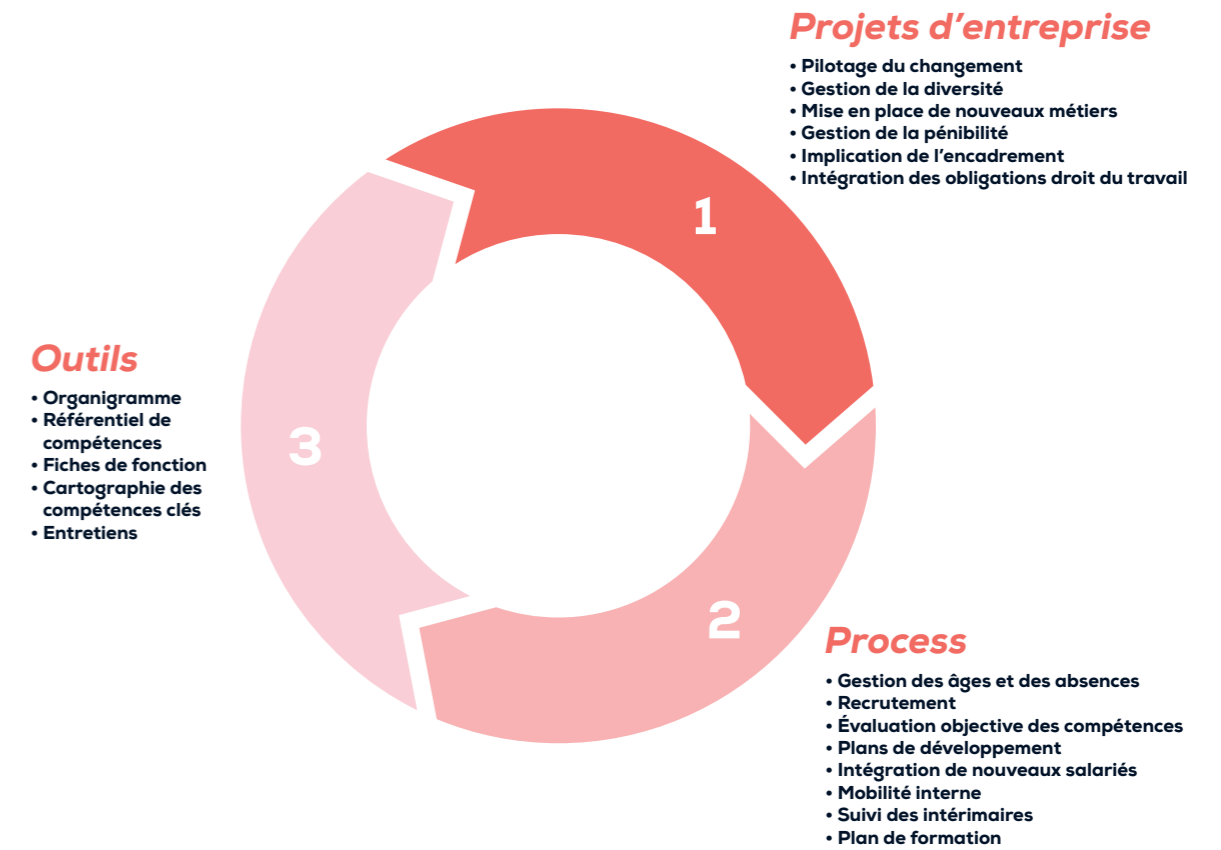 Projets d’entreprise
• Pilotage du changement
• Gestion de la diversité
• Mise en place de nouveaux métiers
• Gestion de la pénibilité
• Implication de l’encadrement
• Intégration des obligations droit du travail
1
2
Process
• Gestion des âges et des absences
• Recrutement
• Évaluation objective des compétences
• Plans de développement
• Intégration de nouveaux salariés
• Mobilité interne
• Suivi des intérimaires
• Plan de formation
3
Outils
• Organigramme
• Référentiel de
compétences
• Fiches de fonction
• Cartographie des
compétences clés
• Entretiens